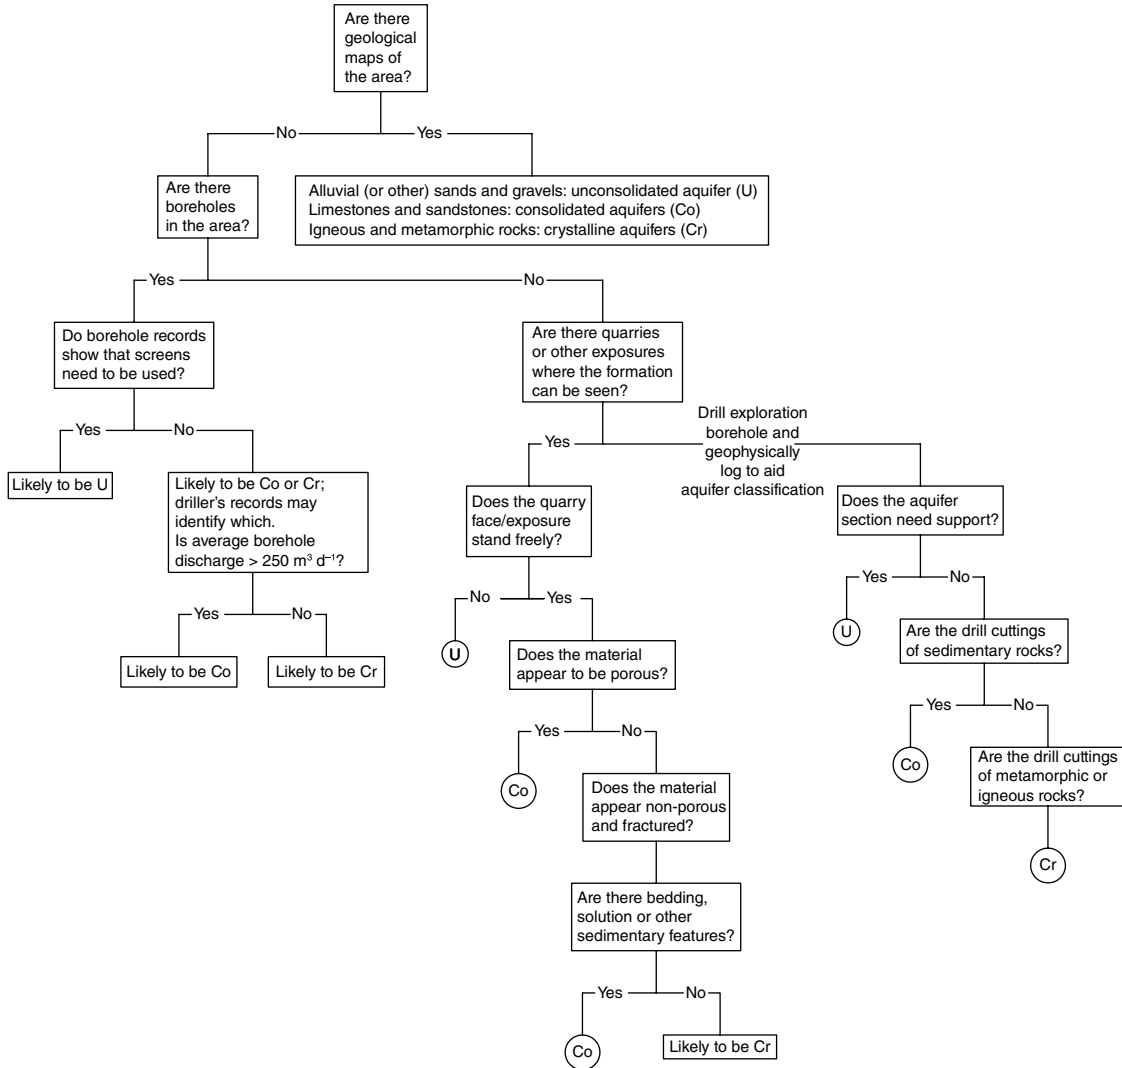 Are there
geological
maps of
the area?
No
Yes
Are there
boreholes
in the area?
Alluvial (or other) sands and gravels: unconsolidated aquifer (U)
Limestones and sandstones: consolidated aquifers (Co)
Igneous and metamorphic rocks: crystalline aquifers (Cr)
Yes
No
Do borehole records
show that screens
need to be used?
Are there quarries
or other exposures
where the formation
can be seen?
Yes
No
Yes
Drill exploration
borehole and
geophysically
log to aid
aquifer classification
Likely to be U
Likely to be Co or Cr;
driller's records may
identify which.
Is average borehole
discharge > 250 m³ d⁻¹?
Does the quarry
face/exposure
stand freely?
Does the aquifer
section need support?
Yes
No
Likely to be Co
Likely to be Cr
No
Yes
U
Does the material
appear to be porous?
Yes
No
U
Are the drill cuttings
of sedimentary rocks?
Yes
No
Co
Does the material
appear non-porous
and fractured?
Yes
No
Co
Are the drill cuttings
of metamorphic or
igneous rocks?
Cr
Are there bedding,
solution or other
sedimentary features?
Yes
No
Co
Likely to be Cr